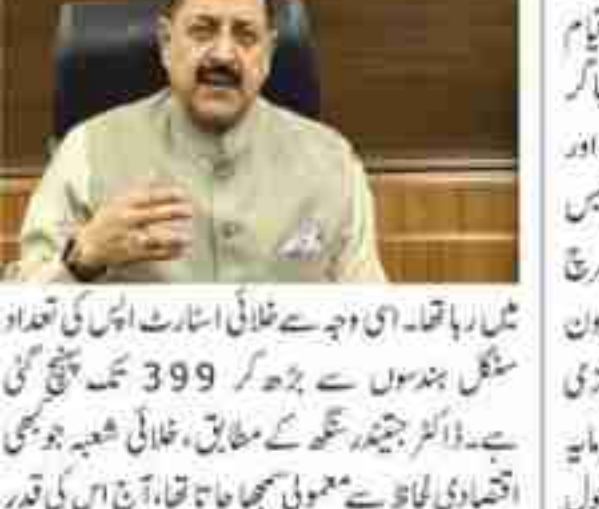 میں رہا تھا۔ اسی وجہ سے خلائی اسٹارٹ اپس کی تعداد
سنگل ہندسوں سے بڑھ کر 399 تک پہنچ گئی
ہے۔ ڈاکٹر جتیندر سنگھ کے مطابق، خلائی شعبہ جو کبھی
اقتصادی لحاظ سے معمولی سمجھا جاتا تھا، آج اس کی قدر
اور